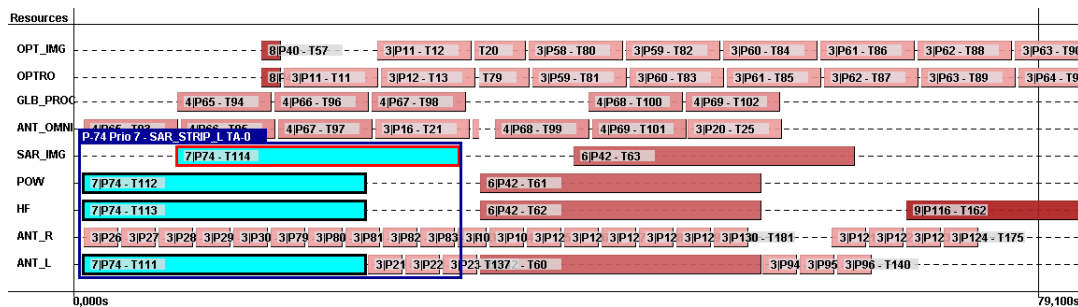 Resources
OPT_IMG 8|P40 - T57 3|P11 - T12 T20 3|P58 - T80 3|P59 - T82 3|P60 - T84 3|P61 - T86 3|P62 - T88 3|P63 - T90
OPTRO 3|P11 - T11 3|P12 - T13 T79 3|P59 - T81 3|P60 - T83 3|P61 - T85 3|P62 - T87 3|P63 - T89 3|P64 - T9
GLB_PROC 4|P65 - T94 4|P66 - T96 4|P67 - T98 4|P68 - T100 4|P69 - T102
ANT_OMNI 4|P67 - T97 3|P16 - T21 4|P68 - T99 4|P69 - T101 3|P20 - T25
P-74 Prio 7 - SAR_STRIP_L TA-0
SAR_IMG 7|P74 - T114 6|P42 - T63
POW 7|P74 - T112 6|P42 - T61
HF 7|P74 - T113 6|P42 - T62 9|P116 - T162
ANT_R 3|P26 3|P27 3|P28 3|P29 3|P30 3|P79 3|P80 3|P81 3|P82 3|P83 3|P10 3|P12 3|P12 3|P12 3|P12 3|P12 3|P130 - T181 3|P12 3|P12 3|P12 3|P124 - T175
ANT_L 7|P74 - T111 3|P21 3|P22 3|P23 - T137 - T60 3|P94 3|P95 3|P96 - T140
0,000s 79,100s